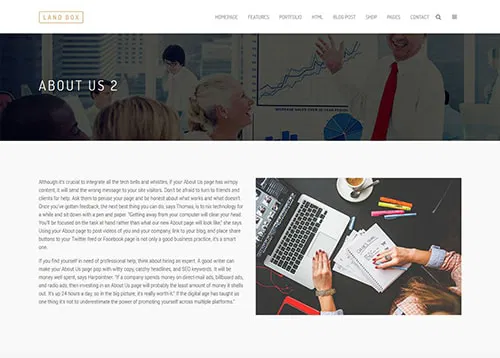 LAND BOX
HOMEPAGE FEATURES PORTFOLIO HTML BLOG POST SHOP PAGES CONTACT
ABOUT US 2
Although it's crucial to integrate all the tech bells and whistles, if your About Us page has wimpy
content, it will send the wrong message to your site visitors. Don't be afraid to turn to friends and
clients for help. Ask them to peruse your page and be honest about what works and what doesn't.
Once you've gotten feedback, the next best thing you can do, says Thomas, is to nix technology for
a while and sit down with a pen and paper. "Getting away from your computer will clear your head.
You'll be focused on the task at hand rather than what our new About page will look like," she says.
Using your About page to post videos of you and your company, link to your blog, and place share
buttons to your Twitter feed or Facebook page is not only a good business practice, it's a smart
one.
If you find yourself in need of professional help, think about hiring an expert. A good writer can
make your About Us page pop with witty copy, catchy headlines, and SEO keywords. It will be
money well spent, says Harpointner. "If a company spends money on direct-mail ads, billboard ads,
and radio ads, then investing in an About Us page will probably the least amount of money it shells
out. It's up 24 hours a day, so in the big picture, it's really worth it." If the digital age has taught us
one thing it's not to underestimate the power of promoting yourself across multiple platforms."